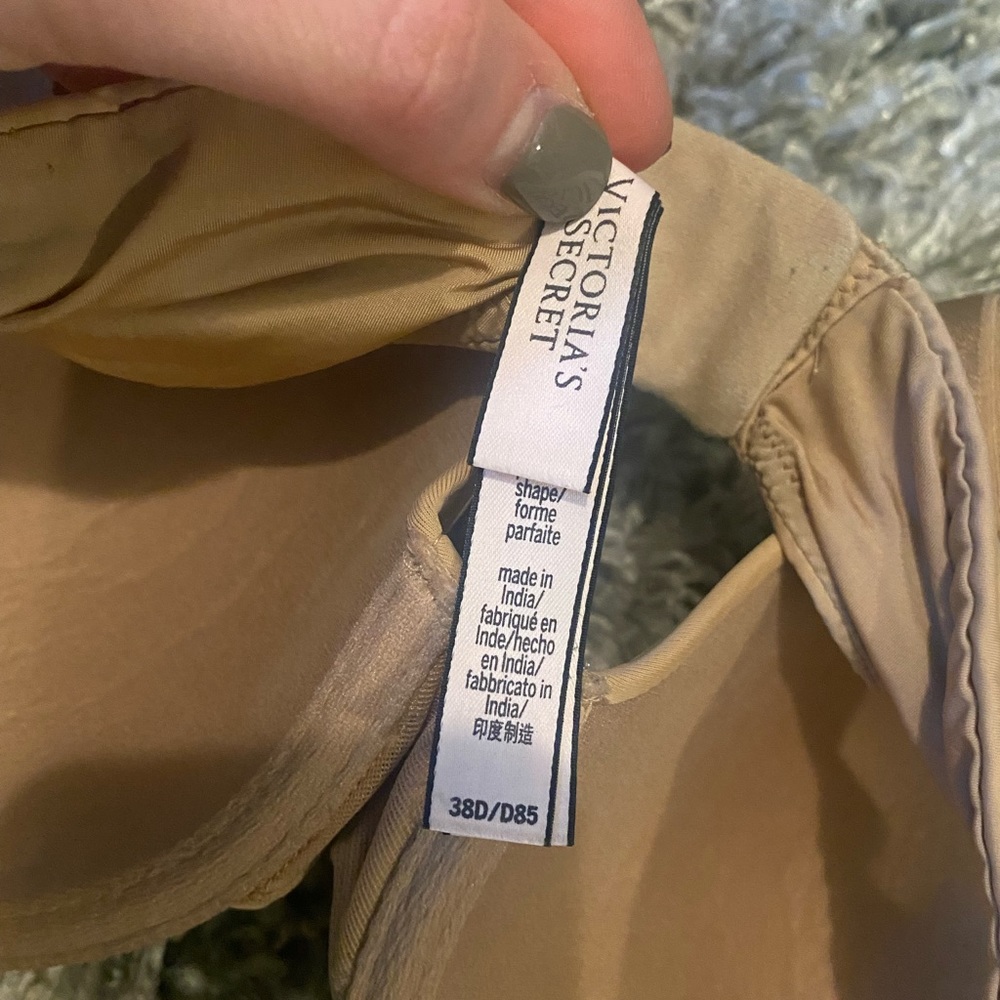 VICTORIA'S
SECRET
shape/
forme
parfaite
made in
India/
fabriqué en
Inde/hecho
en India/
fabbricato in
India/
印度制造
38D/D85